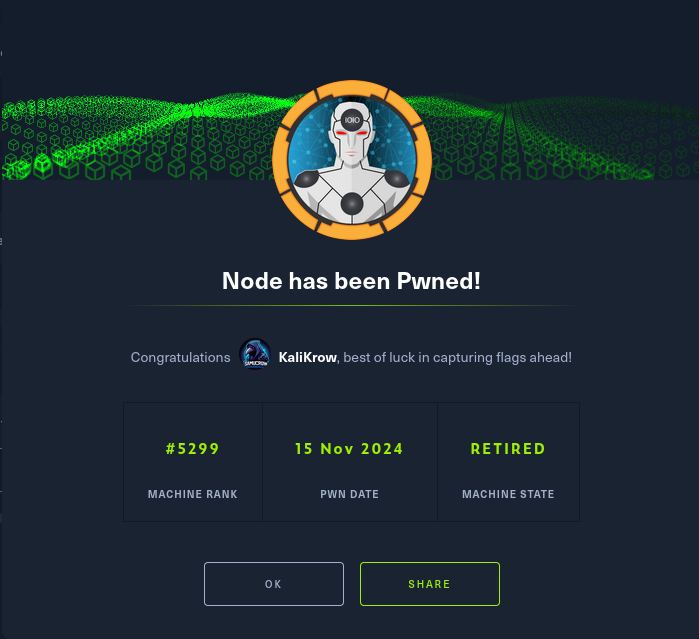 IOIO
Node has been Pwned!
Congratulations KaliKrow, best of luck in capturing flags ahead!
#5299
15 Nov 2024
RETIRED
MACHINE RANK
PWN DATE
MACHINE STATE
OK
SHARE